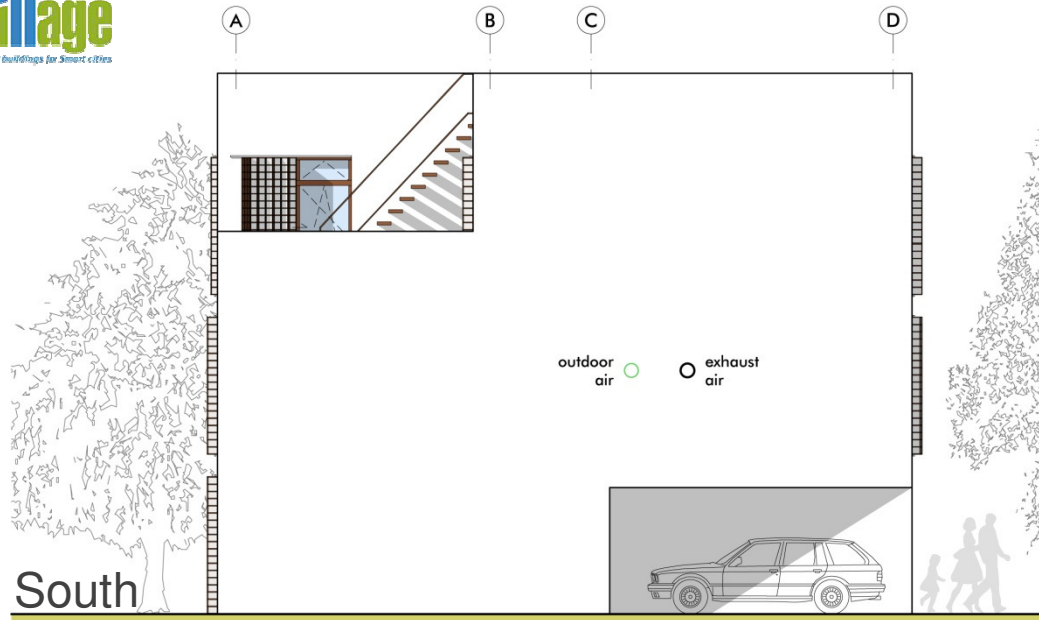 illage
buildings for Smart cities
A
B
C
D
outdoor
air
exhaust
air
South